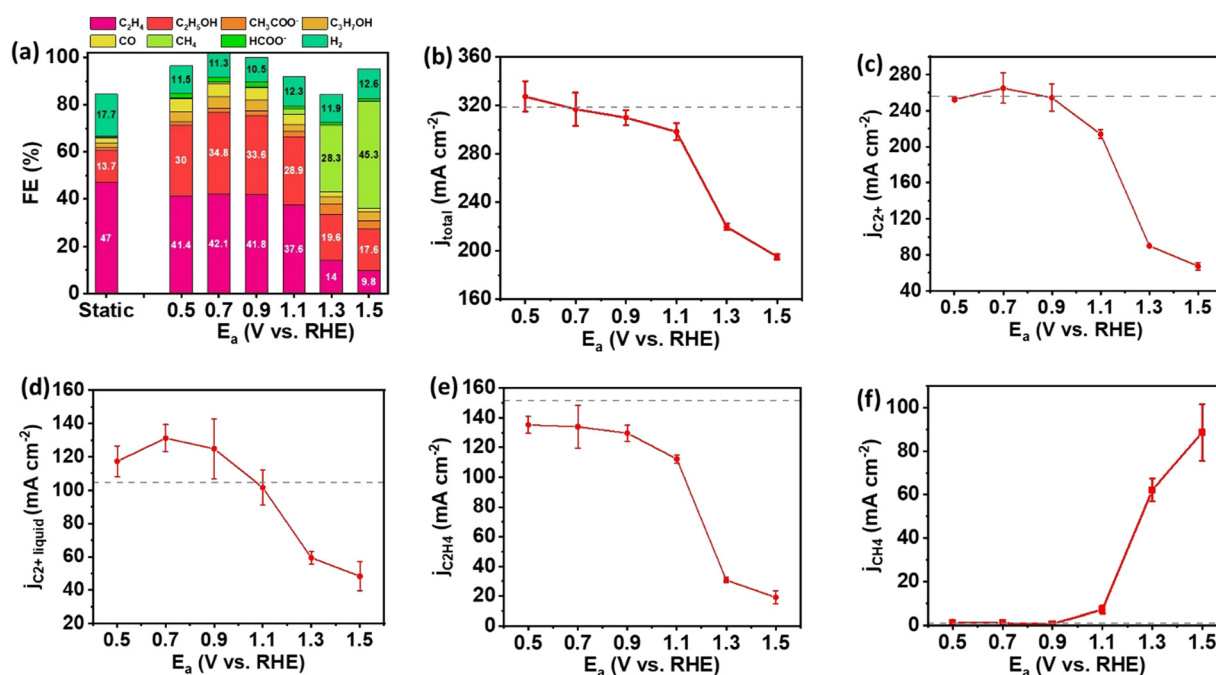 C₂H₄ C₂H₅OH CH₃COO⁻ C₃H₇OH
CO CH₄ HCOO⁻ H₂
(a)
FE (%)
100
80
60
40
20
0
17.7
13.7
47
11.5
30
41.4
11.3
34.8
42.1
10.5
33.6
41.8
12.3
28.9
37.6
11.9
28.3
19.6
14
12.6
45.3
17.6
9.8
Static 0.5 0.7 0.9 1.1 1.3 1.5
Eₐ (V vs. RHE)
(b)
j_total (mA cm⁻²)
360
320
280
240
200
160
0.5 0.7 0.9 1.1 1.3 1.5
Eₐ (V vs. RHE)
(c)
j_C2+ (mA cm⁻²)
280
240
200
160
120
80
40
0.5 0.7 0.9 1.1 1.3 1.5
Eₐ (V vs. RHE)
(d)
j_C2+ liquid (mA cm⁻²)
160
140
120
100
80
60
40
20
0.5 0.7 0.9 1.1 1.3 1.5
Eₐ (V vs. RHE)
(e)
j_C2H4 (mA cm⁻²)
160
140
120
100
80
60
40
20
0
0.5 0.7 0.9 1.1 1.3 1.5
Eₐ (V vs. RHE)
(f)
j_CH4 (mA cm⁻²)
100
80
60
40
20
0
0.5 0.7 0.9 1.1 1.3 1.5
Eₐ (V vs. RHE)